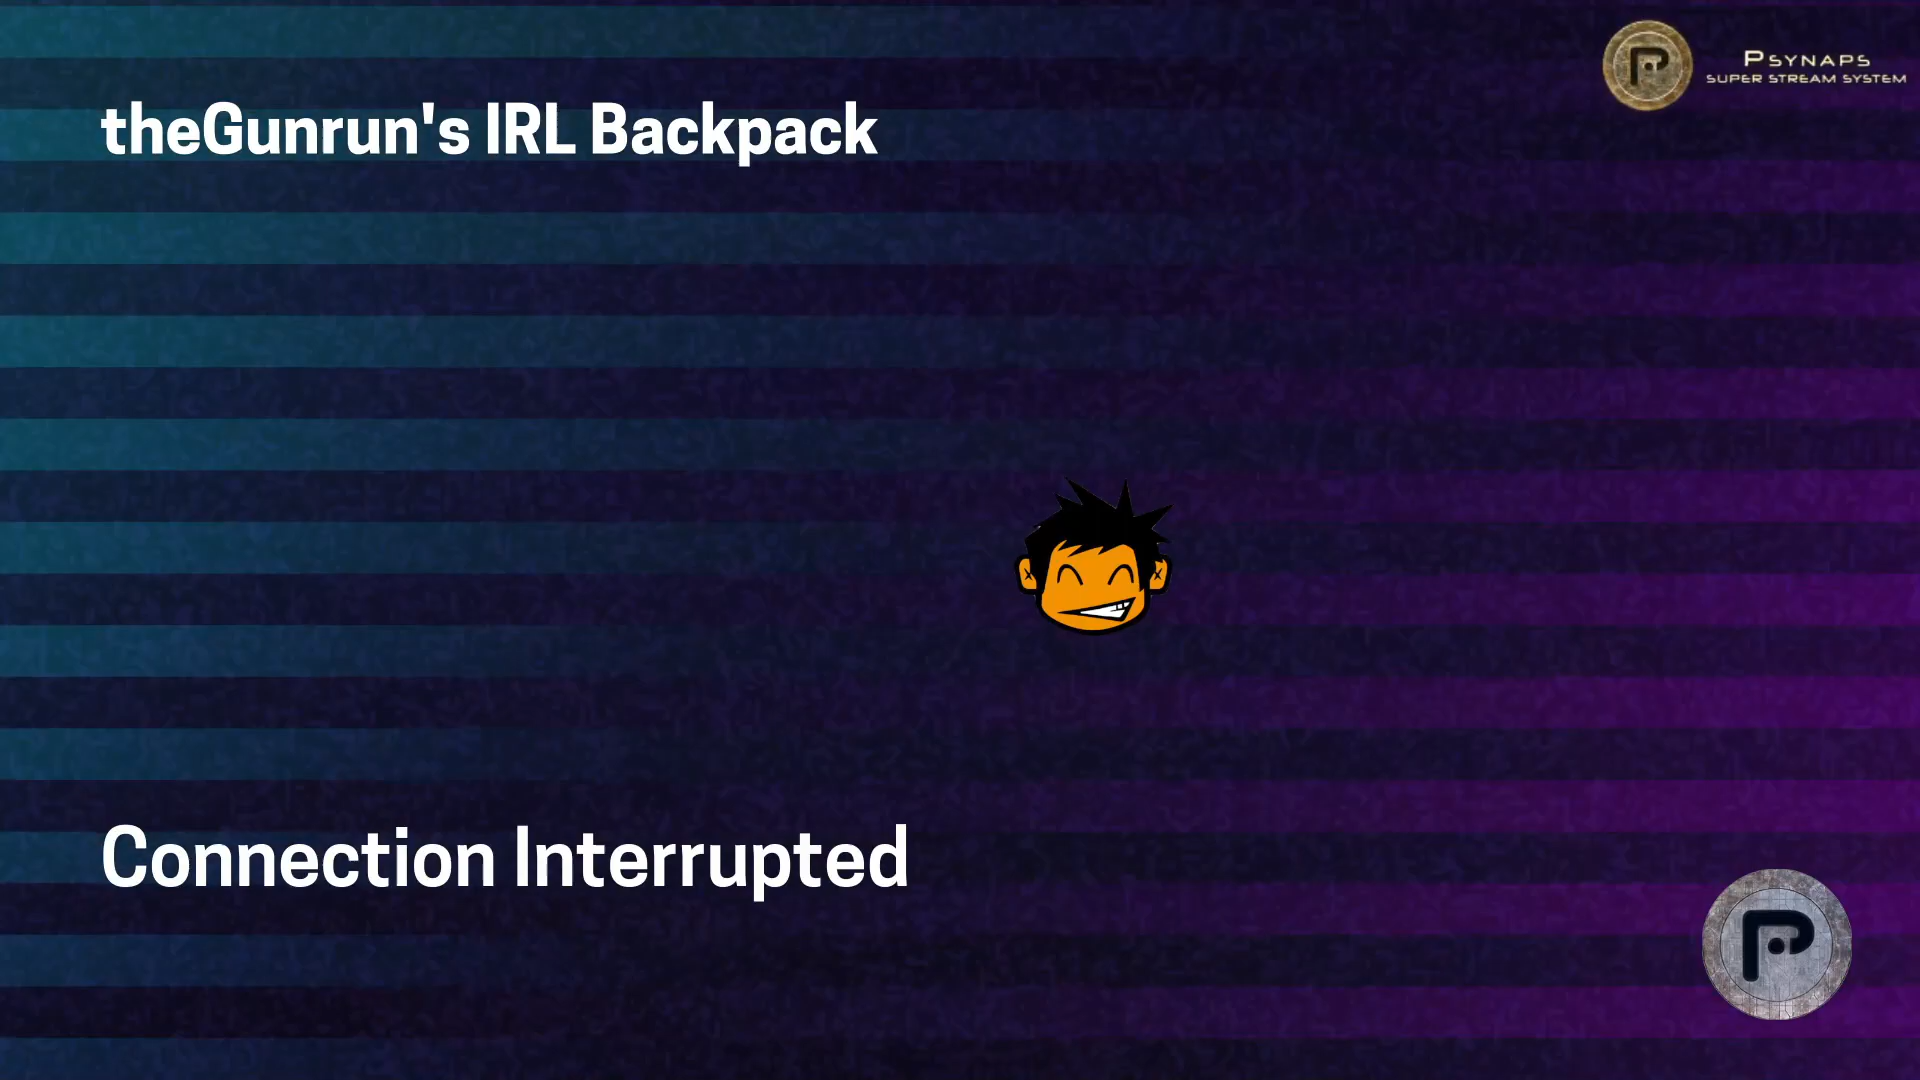 theGunrun's IRL Backpack
PSYNAPS
SUPER STREAM SYSTEM
Connection Interrupted